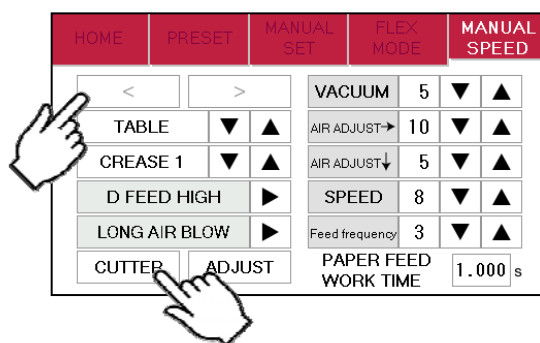 HOME PRESET MANUAL SET FLEX MODE MANUAL SPEED
< > VACUUM 5 ▼ ▲
TABLE ▼ ▲ AIR ADJUST→ 10 ▼ ▲
CREASE 1 ▼ ▲ AIR ADJUST↓ 5 ▼ ▲
D FEED HIGH ▶ SPEED 8 ▼ ▲
LONG AIR BLOW ▶ Feed frequency 3 ▼ ▲
CUTTER ADJUST PAPER FEED WORK TIME 1.000 s